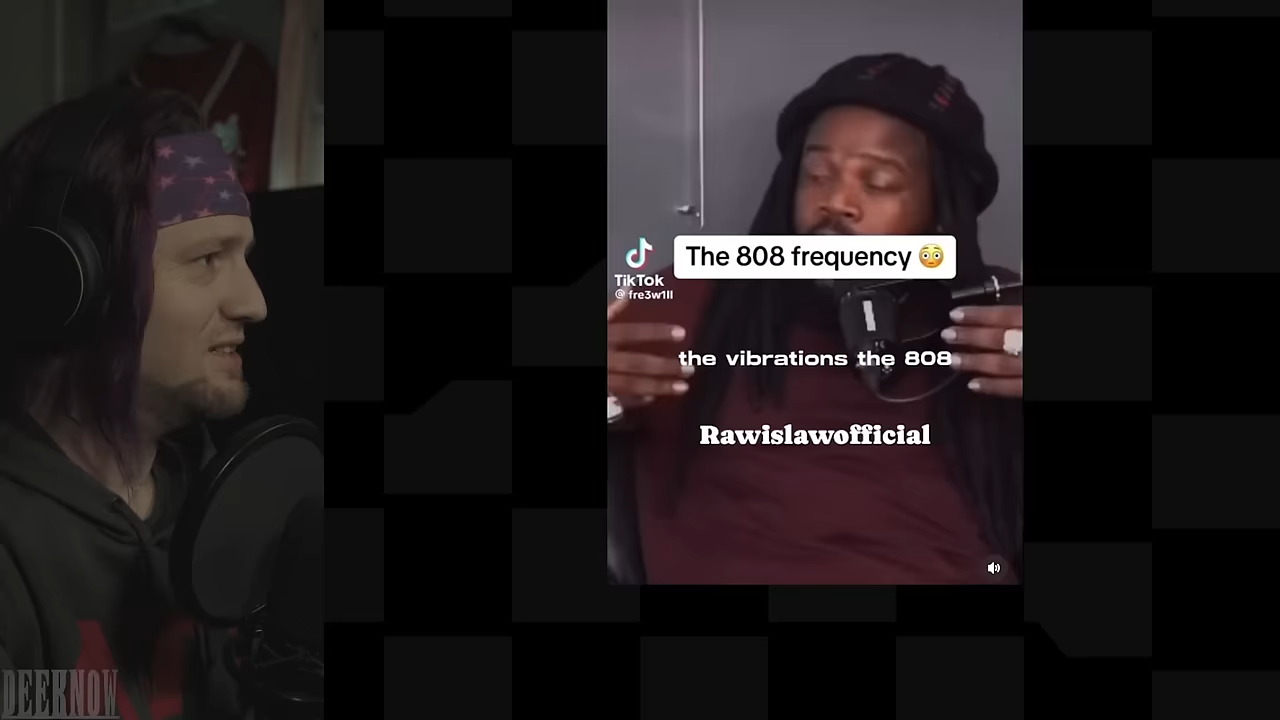 The 808 frequency 😳
TikTok
@ fre3w1ll
the vibrations the 808
Rawislawofficial
DEEKNOW